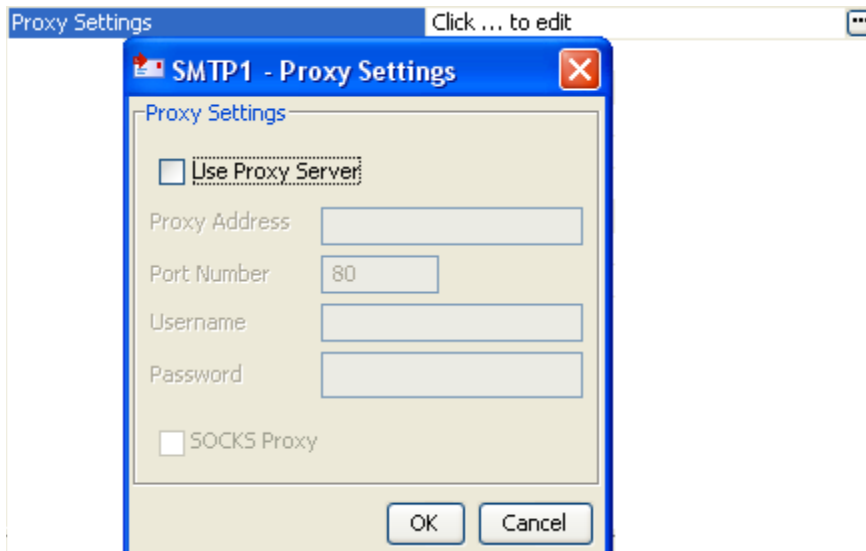 Proxy Settings Click ... to edit ...
SMTP1 - Proxy Settings
Proxy Settings
Use Proxy Server
Proxy Address
Port Number 80
Username
Password
SOCKS Proxy
OK Cancel